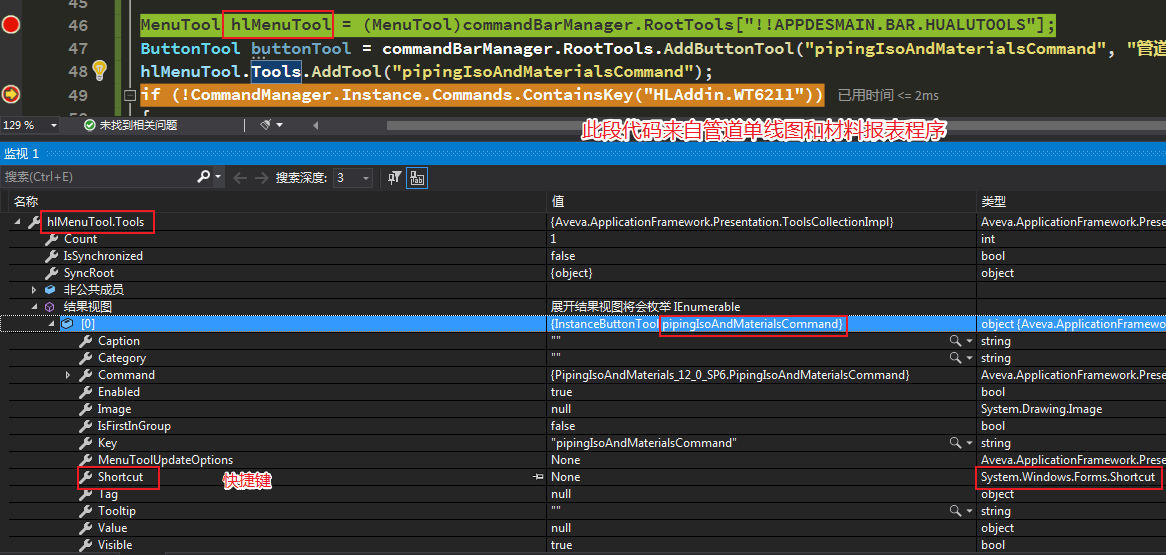 45
46 MenuTool hlMenuTool = (MenuTool)commandBarManager.RootTools["!!APPDESMAIN.BAR.HUALUTOOLS"];
47 ButtonTool buttonTool = commandBarManager.RootTools.AddButtonTool("pipingIsoAndMaterialsCommand", "管道
48 hlMenuTool.Tools.AddTool("pipingIsoAndMaterialsCommand");
49 if (!CommandManager.Instance.Commands.ContainsKey("HLAddin.WT6211")) 已用时间 <= 2ms
129 % 未找到相关问题
此段代码来自管道单线图和材料报表程序
监视 1
搜索(Ctrl+E) 搜索深度: 3
名称 值 类型
hlMenuTool.Tools {Aveva.ApplicationFramework.Presentation.ToolsCollectionImpl} Aveva.ApplicationFramework.Prese
Count 1 int
IsSynchronized false bool
SyncRoot {object} object
非公共成员
结果视图 展开结果视图将会枚举 IEnumerable
[0] {InstanceButtonTool pipingIsoAndMaterialsCommand} object {Aveva.ApplicationFramewo
Caption "" string
Category "" string
Command {PipingIsoAndMaterials_12_0_SP6.PipingIsoAndMaterialsCommand} Aveva.ApplicationFramework.Prese
Enabled true bool
Image null System.Drawing.Image
IsFirstInGroup false bool
Key "pipingIsoAndMaterialsCommand" string
MenuToolUpdateOptions None Aveva.ApplicationFramework.Prese
Shortcut 快捷键 None System.Windows.Forms.Shortcut
Tag null object
Tooltip "" string
Value null object
Visible true bool